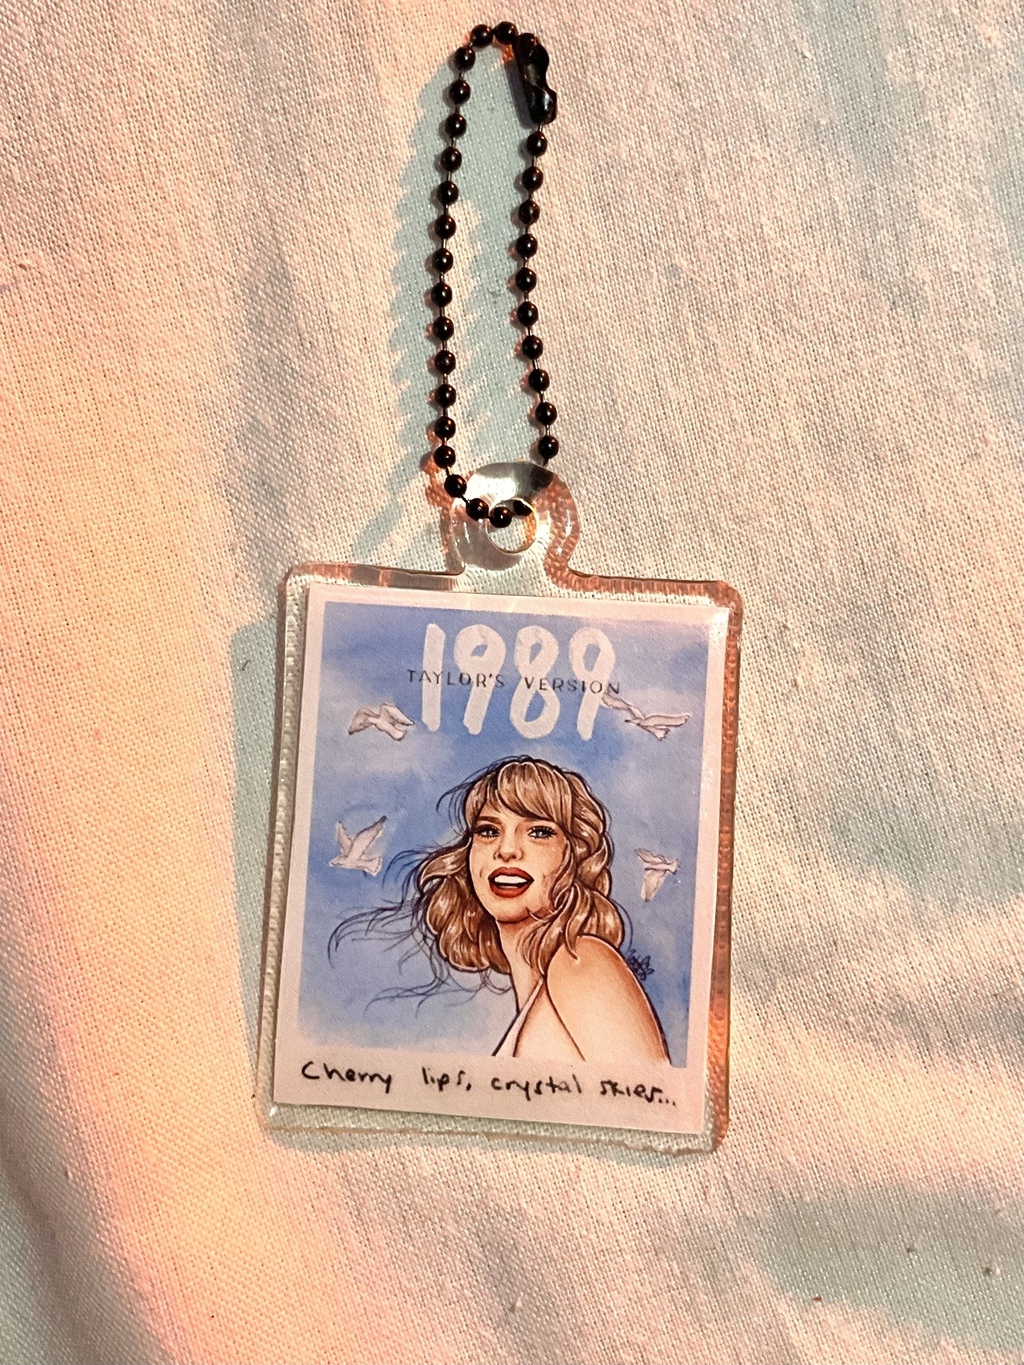 1989
TAYLOR'S VERSION
Cherry lips, crystal skies...